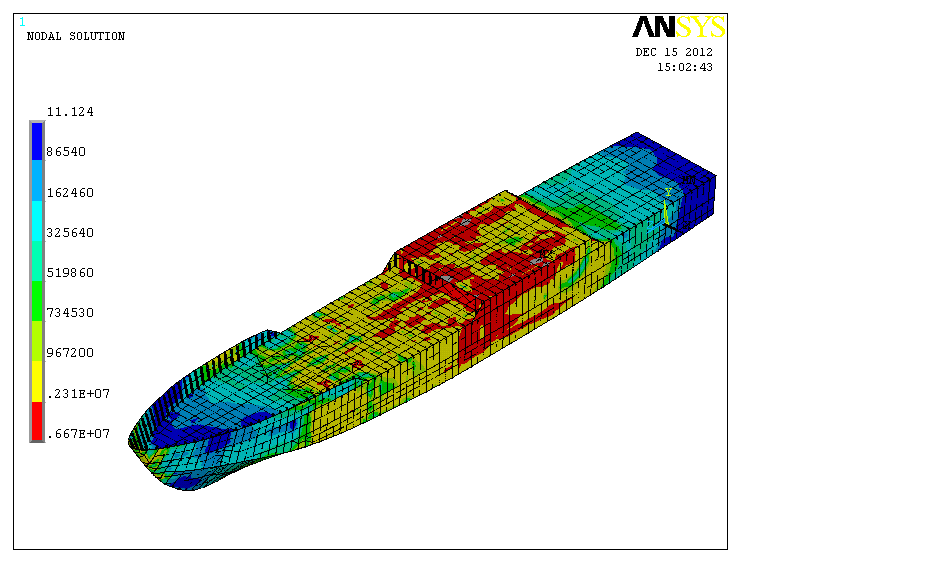 1
NODAL SOLUTION
ANSYS
DEC 15 2012
15:02:43
11.124
86540
162460
325640
519860
734530
967200
.231E+07
.667E+07
Y